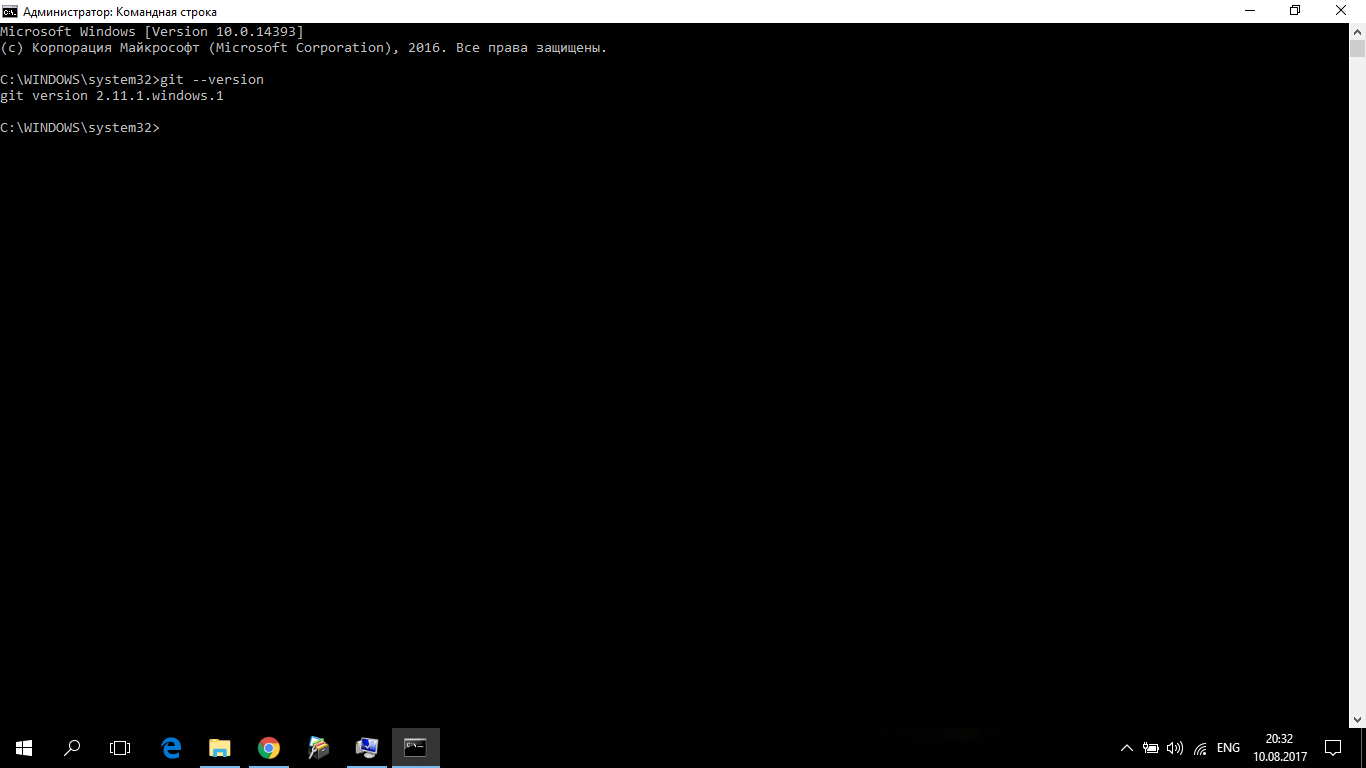 Администратор: Командная строка
Microsoft Windows [Version 10.0.14393]
(c) Корпорация Майкрософт (Microsoft Corporation), 2016. Все права защищены.
C:\WINDOWS\system32>git --version
git version 2.11.1.windows.1
C:\WINDOWS\system32>
ENG
20:32
10.08.2017